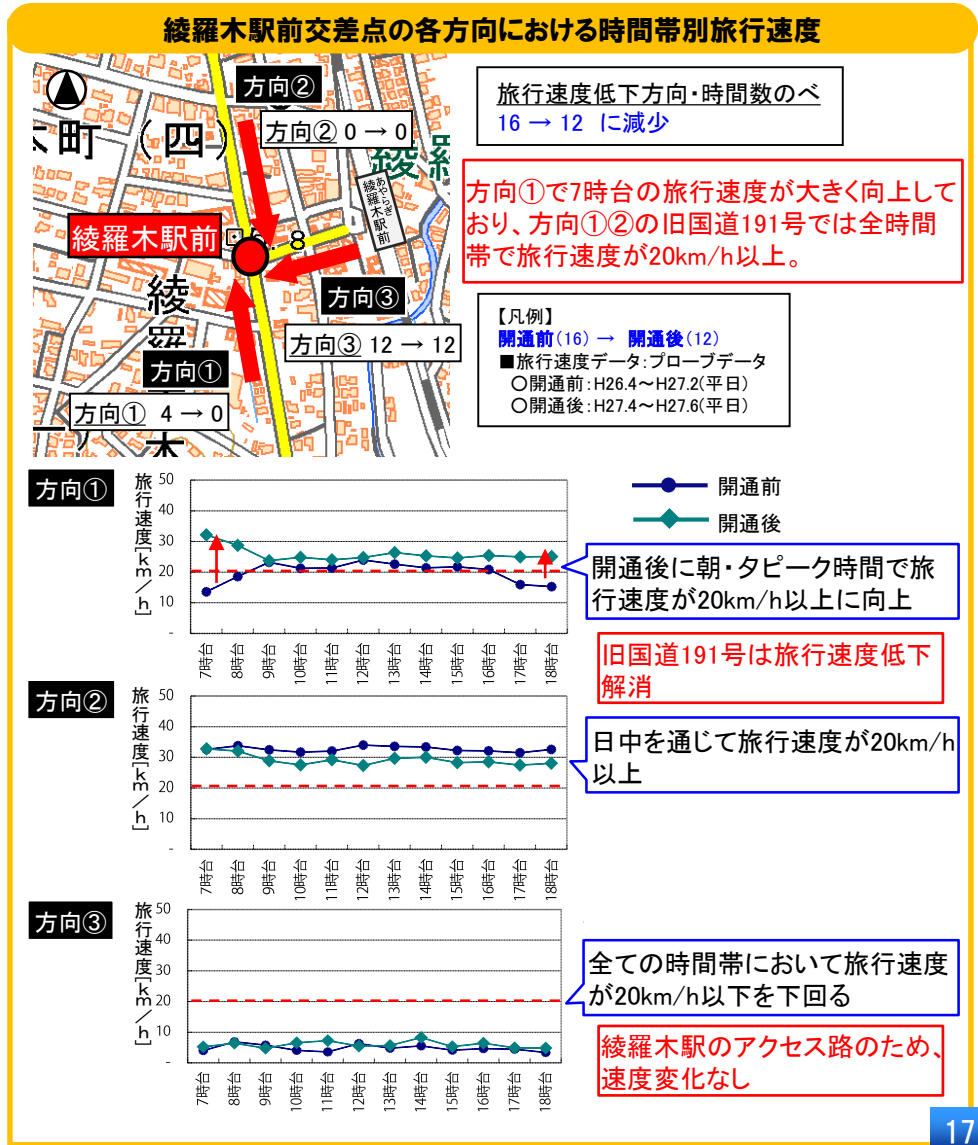 綾羅木駅前交差点の各方向における時間帯別旅行速度
方向②
方向② 0 → 0
木町(四)
綾羅
あやらぎ
綾羅木駅前
綾羅木駅前
6.8
方向③
方向③ 12 → 12
綾
羅
木
方向①
方向① 4 → 0
旅行速度低下方向・時間数のべ
16 → 12 に減少
方向①で7時台の旅行速度が大きく向上して
おり、方向①②の旧国道191号では全時間
帯で旅行速度が20km/h以上。
【凡例】
開通前(16) → 開通後(12)
■旅行速度データ:プローブデータ
○開通前:H26.4~H27.2(平日)
○開通後:H27.4~H27.6(平日)
方向①
旅行速度[km/h]
50
40
30
20
10
-
7時台 8時台 9時台 10時台 11時台 12時台 13時台 14時台 15時台 16時台 17時台 18時台
開通前
開通後
開通後に朝・夕ピーク時間で旅
行速度が20km/h以上に向上
旧国道191号は旅行速度低下
解消
方向②
旅行速度[km/h]
50
40
30
20
10
-
7時台 8時台 9時台 10時台 11時台 12時台 13時台 14時台 15時台 16時台 17時台 18時台
日中を通じて旅行速度が20km/h
以上
方向③
旅行速度[km/h]
50
40
30
20
10
-
7時台 8時台 9時台 10時台 11時台 12時台 13時台 14時台 15時台 16時台 17時台 18時台
全ての時間帯において旅行速度
が20km/h以下を下回る
綾羅木駅のアクセス路のため、
速度変化なし
17